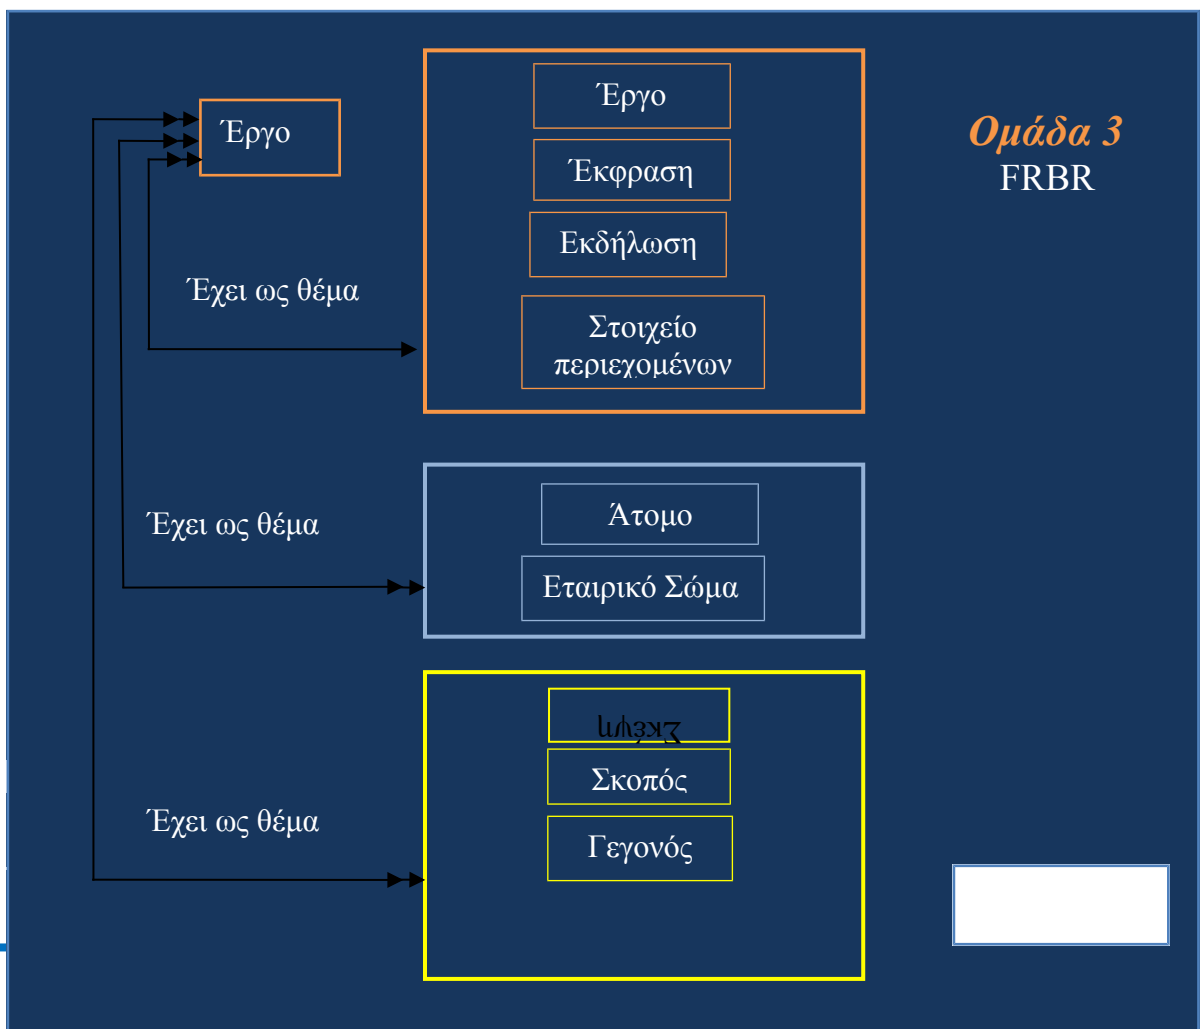 Έργο
Ομάδα 3
FRBR
Έργο
Έκφραση
Εκδήλωση
Έχει ως θέμα
Στοιχείο
περιεχομένων
Άτομο
Έχει ως θέμα
Εταιρικό Σώμα
Σκέψη
Σκοπός
Έχει ως θέμα
Γεγονός